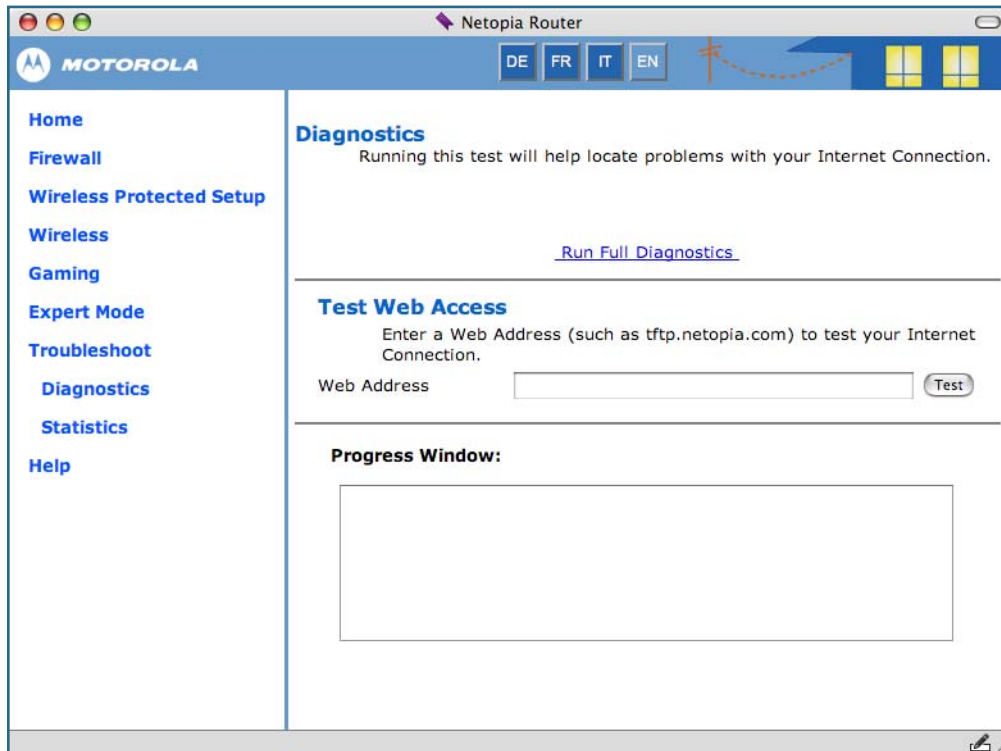 Netopia Router
MOTOROLA
DE FR IT EN
Home
Firewall
Wireless Protected Setup
Wireless
Gaming
Expert Mode
Troubleshoot
Diagnostics
Statistics
Help
Diagnostics
Running this test will help locate problems with your Internet Connection.
Run Full Diagnostics
Test Web Access
Enter a Web Address (such as tftp.netopia.com) to test your Internet
Connection.
Web Address
Test
Progress Window: